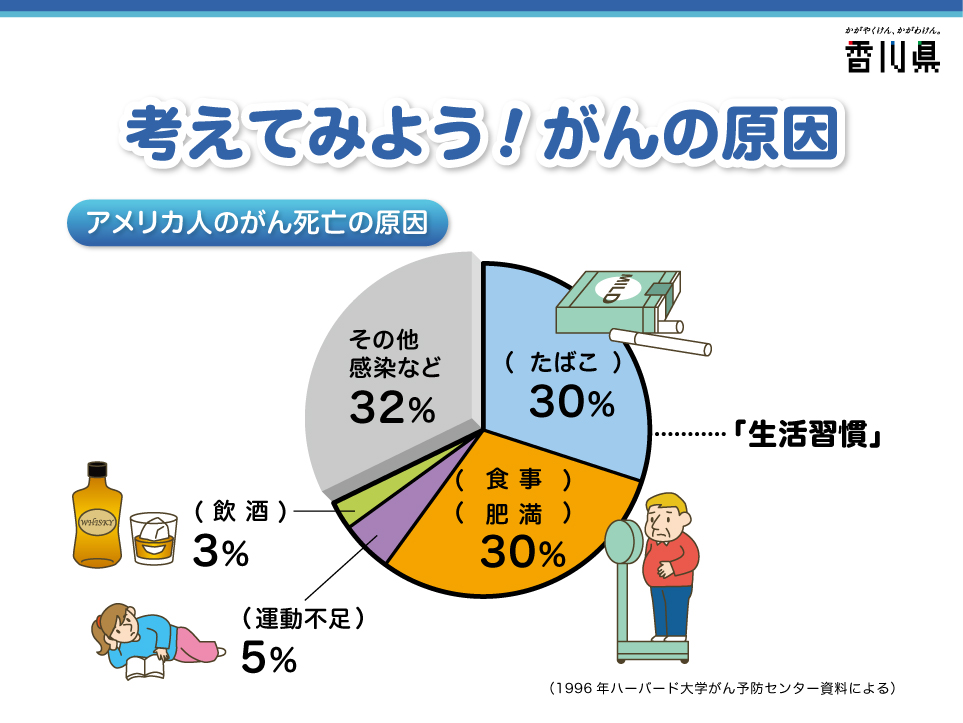 かがやくけん、かがわけん。
香川県
考えてみよう！がんの原因
アメリカ人のがん死亡の原因
MILD
その他
感染など
32%
（ たばこ ）
30%
「生活習慣」
（ 食 事 ）
（ 肥 満 ）
30%
WHISKY
（ 飲 酒 ）
3%
（運動不足）
5%
（1996 年ハーバード大学がん予防センター資料による）